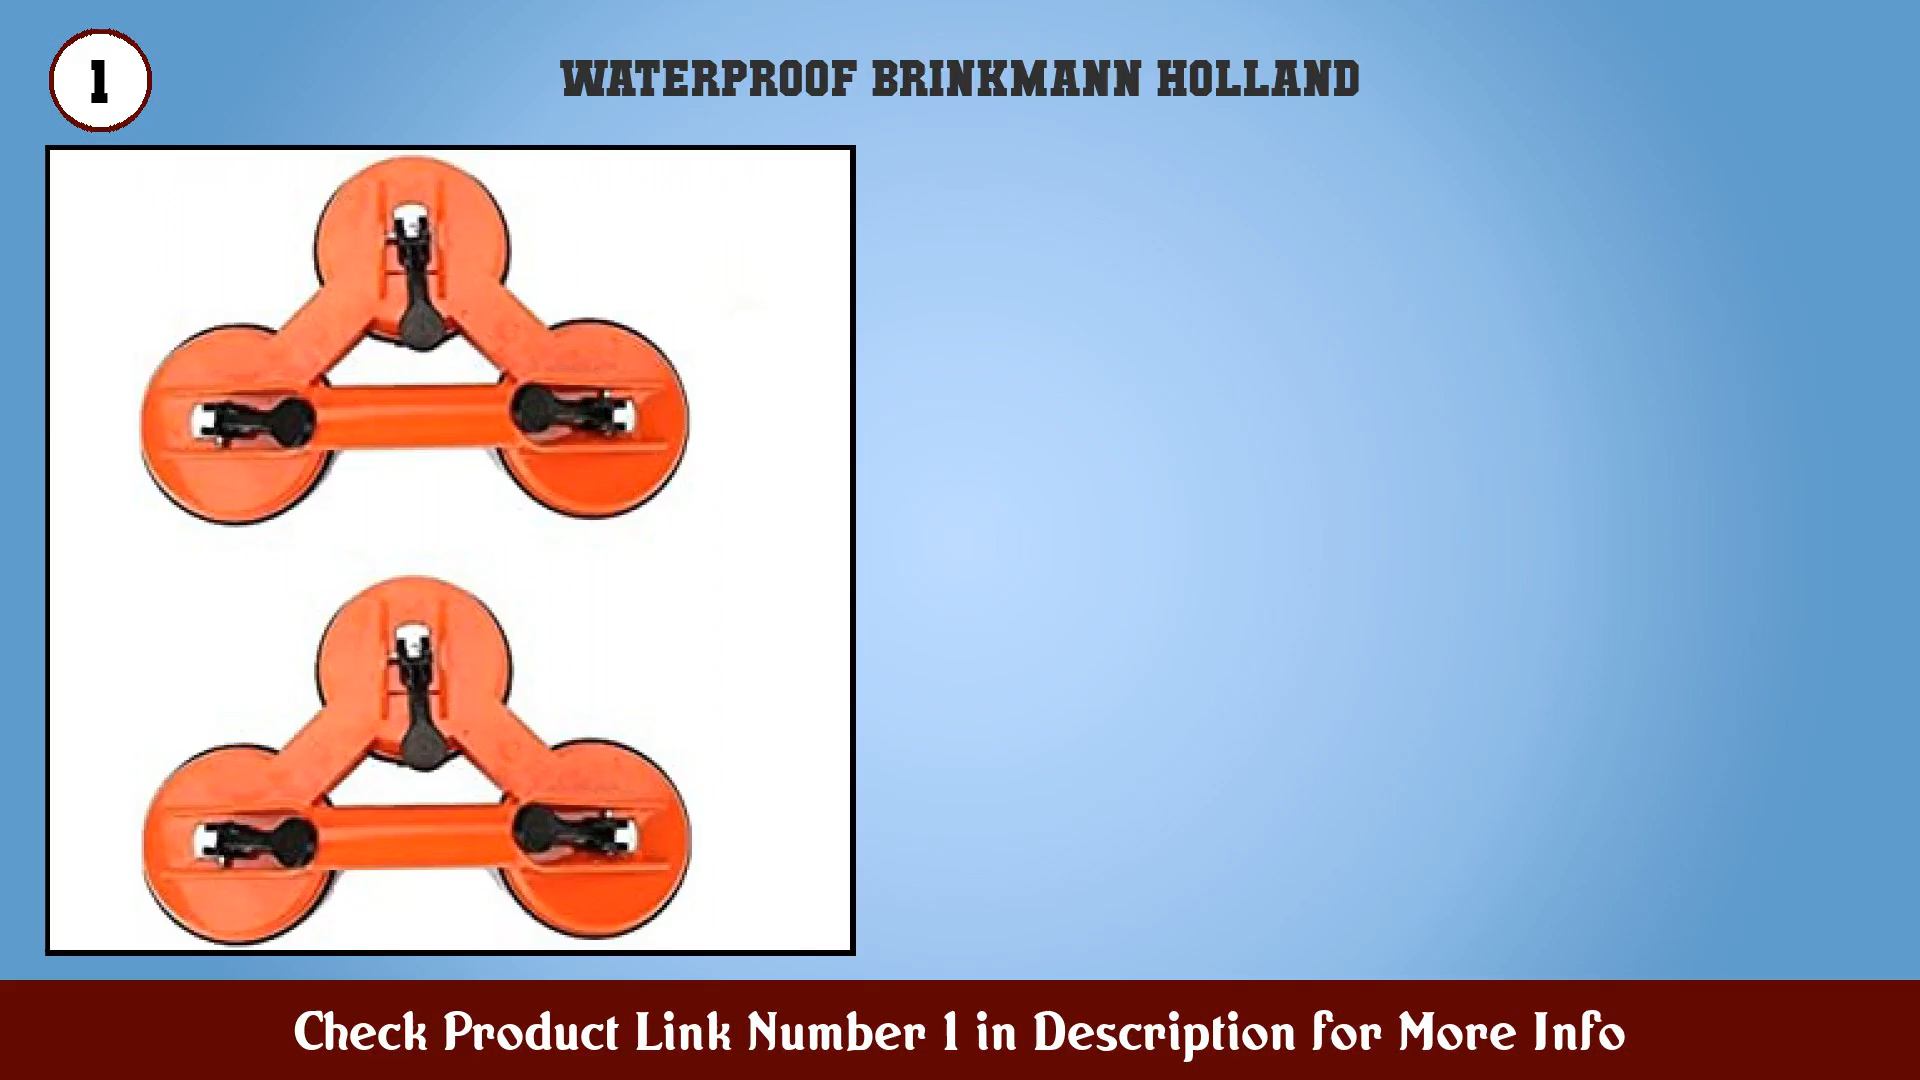 1
WATERPROOF BRINKMANN HOLLAND
Check Product Link Number 1 in Description for More Info